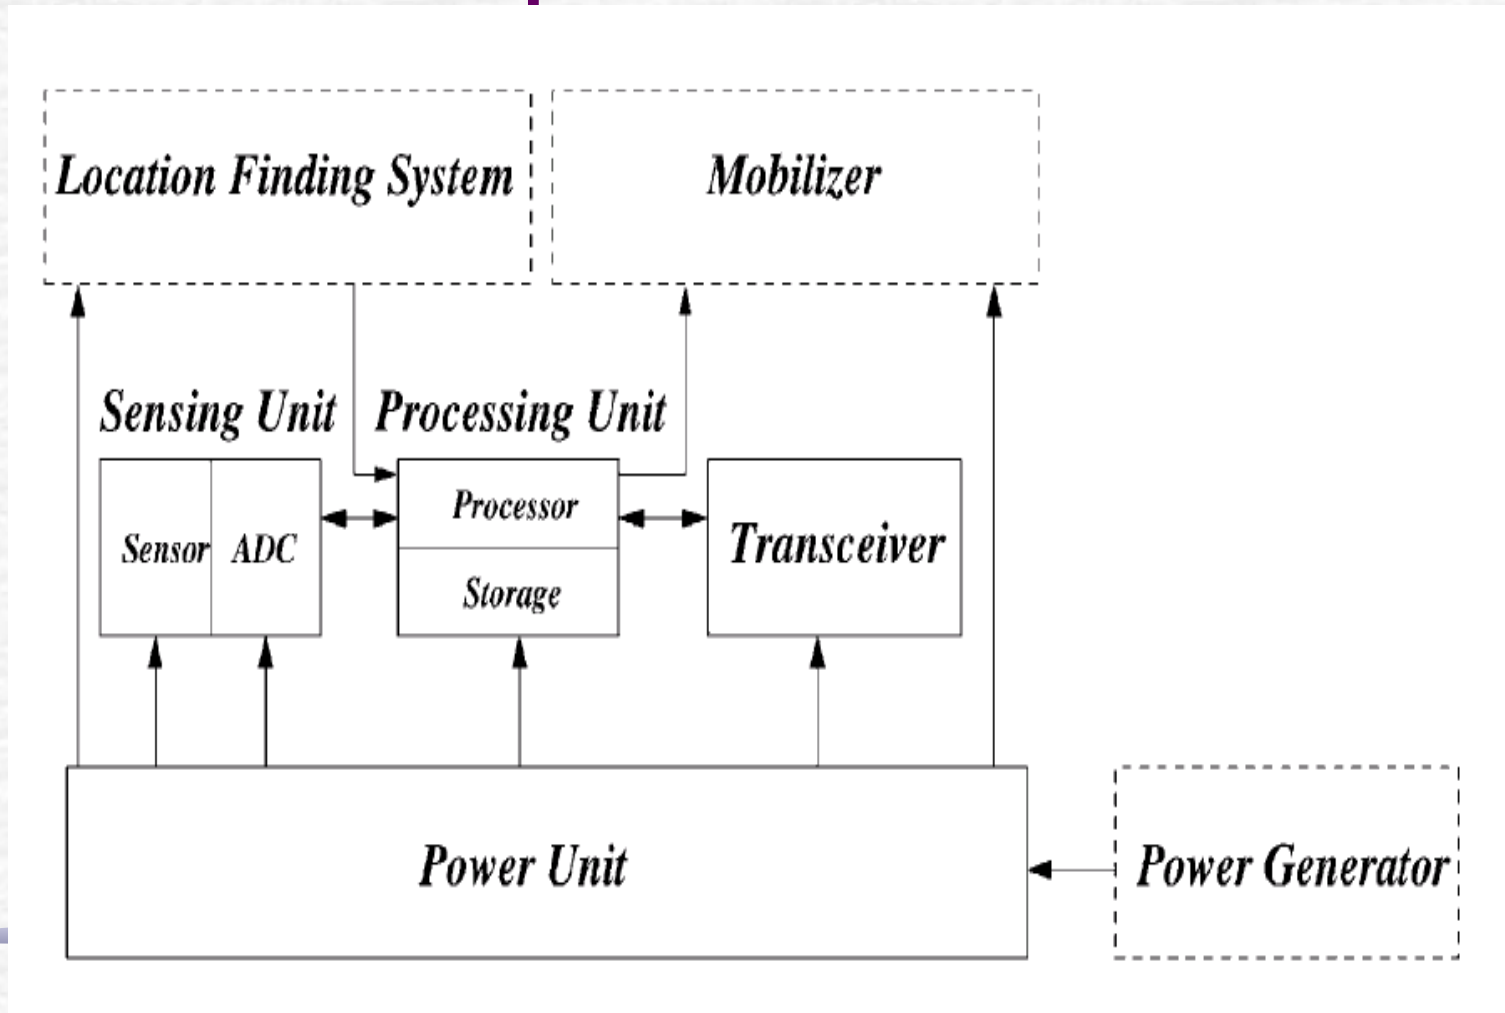 Location Finding System
Mobilizer
Sensing Unit
Processing Unit
Sensor
ADC
Processor
Storage
Transceiver
Power Unit
Power Generator